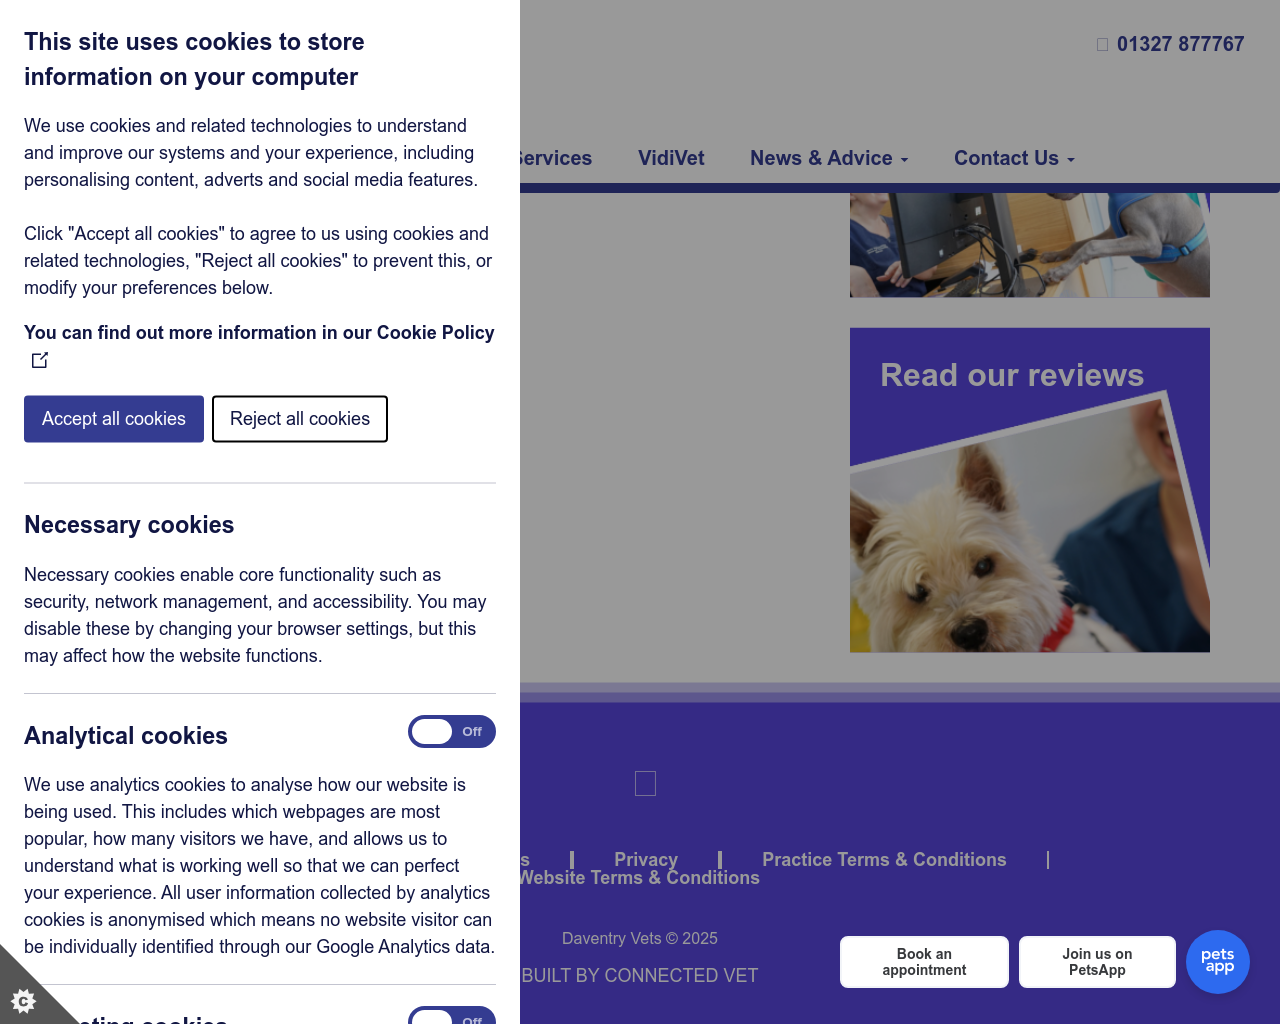 This site uses cookies to store
information on your computer
We use cookies and related technologies to understand
and improve our systems and your experience, including
personalising content, adverts and social media features.
Click "Accept all cookies" to agree to us using cookies and
related technologies, "Reject all cookies" to prevent this, or
modify your preferences below.
You can find out more information in our Cookie Policy
Accept all cookies
Reject all cookies
Necessary cookies
Necessary cookies enable core functionality such as
security, network management, and accessibility. You may
disable these by changing your browser settings, but this
may affect how the website functions.
Analytical cookies
Off
We use analytics cookies to analyse how our website is
being used. This includes which webpages are most
popular, how many visitors we have, and allows us to
understand what is working well so that we can perfect
your experience. All user information collected by analytics
cookies is anonymised which means no website visitor can
be individually identified through our Google Analytics data.
cookies
Off
01327 877767
Services
VidiVet
News & Advice
Contact Us
Read our reviews
Privacy
Practice Terms & Conditions
Website Terms & Conditions
Daventry Vets © 2025
BUILT BY CONNECTED VET
Book an
appointment
Join us on
PetsApp
pets
app